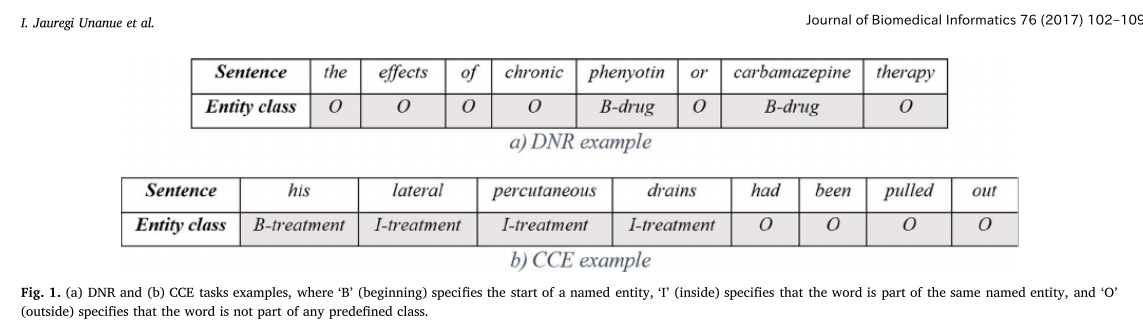 I. Jauregi Unanue et al.
Journal of Biomedical Informatics 76 (2017) 102–109
Sentence the effects of chronic phenyotin or carbamazepine therapy
Entity class O O O O B-drug O B-drug O
a) DNR example
Sentence his lateral percutaneous drains had been pulled out
Entity class B-treatment I-treatment I-treatment I-treatment O O O O
b) CCE example
Fig. 1. (a) DNR and (b) CCE tasks examples, where ‘B’ (beginning) specifies the start of a named entity, ‘I’ (inside) specifies that the word is part of the same named entity, and ‘O’
(outside) specifies that the word is not part of any predefined class.